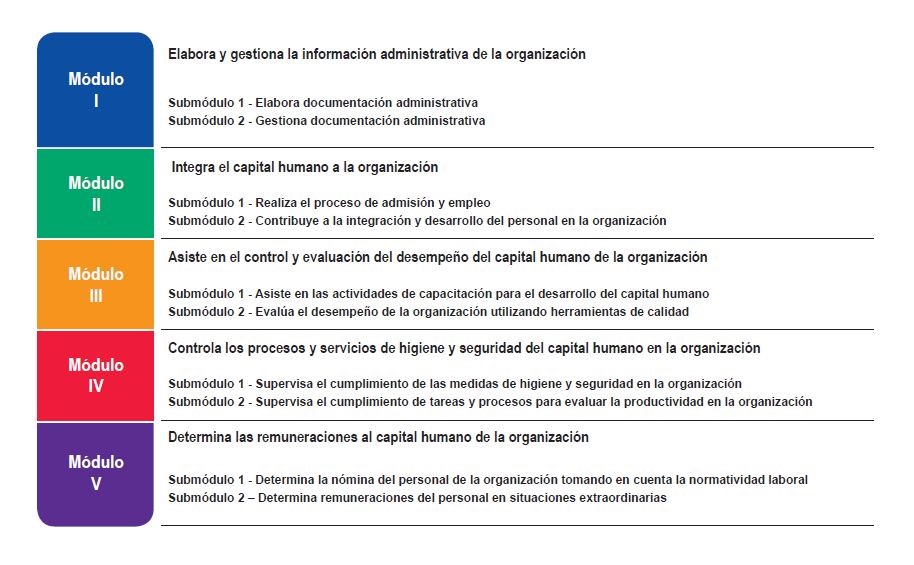 Módulo
I
Elabora y gestiona la información administrativa de la organización
Submódulo 1 - Elabora documentación administrativa
Submódulo 2 - Gestiona documentación administrativa
Módulo
II
Integra el capital humano a la organización
Submódulo 1 - Realiza el proceso de admisión y empleo
Submódulo 2 - Contribuye a la integración y desarrollo del personal en la organización
Módulo
III
Asiste en el control y evaluación del desempeño del capital humano de la organización
Submódulo 1 - Asiste en las actividades de capacitación para el desarrollo del capital humano
Submódulo 2 - Evalúa el desempeño de la organización utilizando herramientas de calidad
Módulo
IV
Controla los procesos y servicios de higiene y seguridad del capital humano en la organización
Submódulo 1 - Supervisa el cumplimiento de las medidas de higiene y seguridad en la organización
Submódulo 2 - Supervisa el cumplimiento de tareas y procesos para evaluar la productividad en la organización
Módulo
V
Determina las remuneraciones al capital humano de la organización
Submódulo 1 - Determina la nómina del personal de la organización tomando en cuenta la normatividad laboral
Submódulo 2 – Determina remuneraciones del personal en situaciones extraordinarias